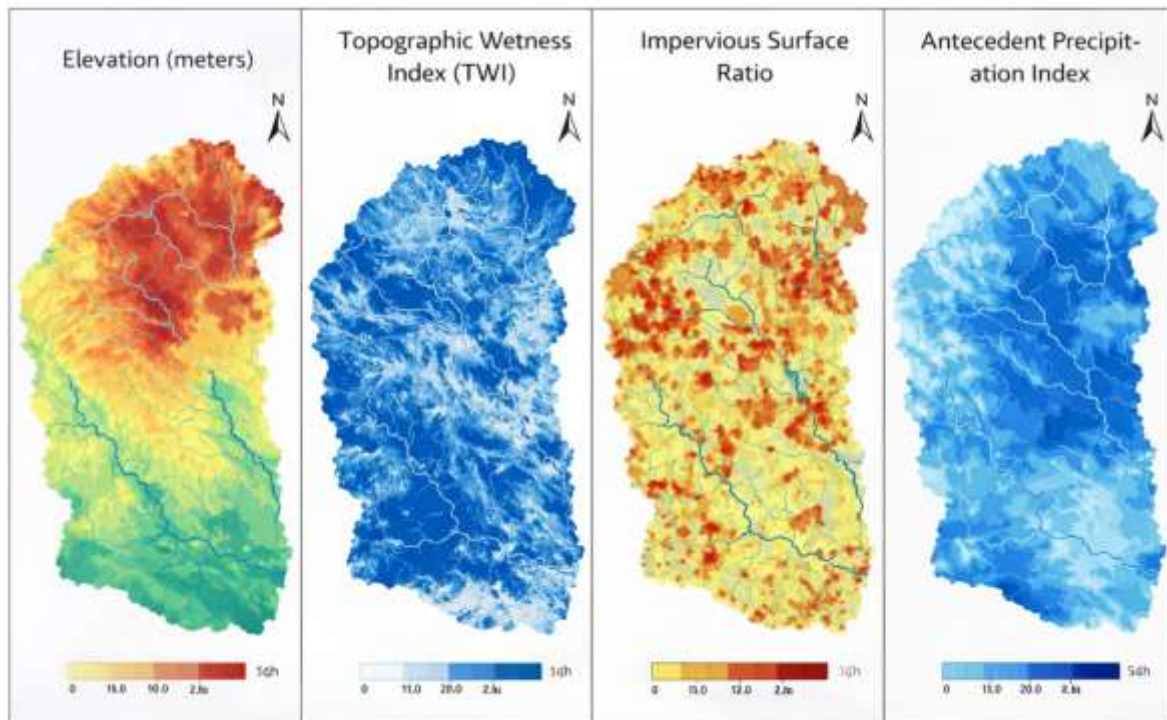 Elevation (meters)
Topographic Wetness
Index (TWI)
Impervious Surface
Ratio
Antecedent Precipit-
ation Index
N
N
N
N
0 10.0
0 11.0 20.0
0 12.0
0 11.0 20.0